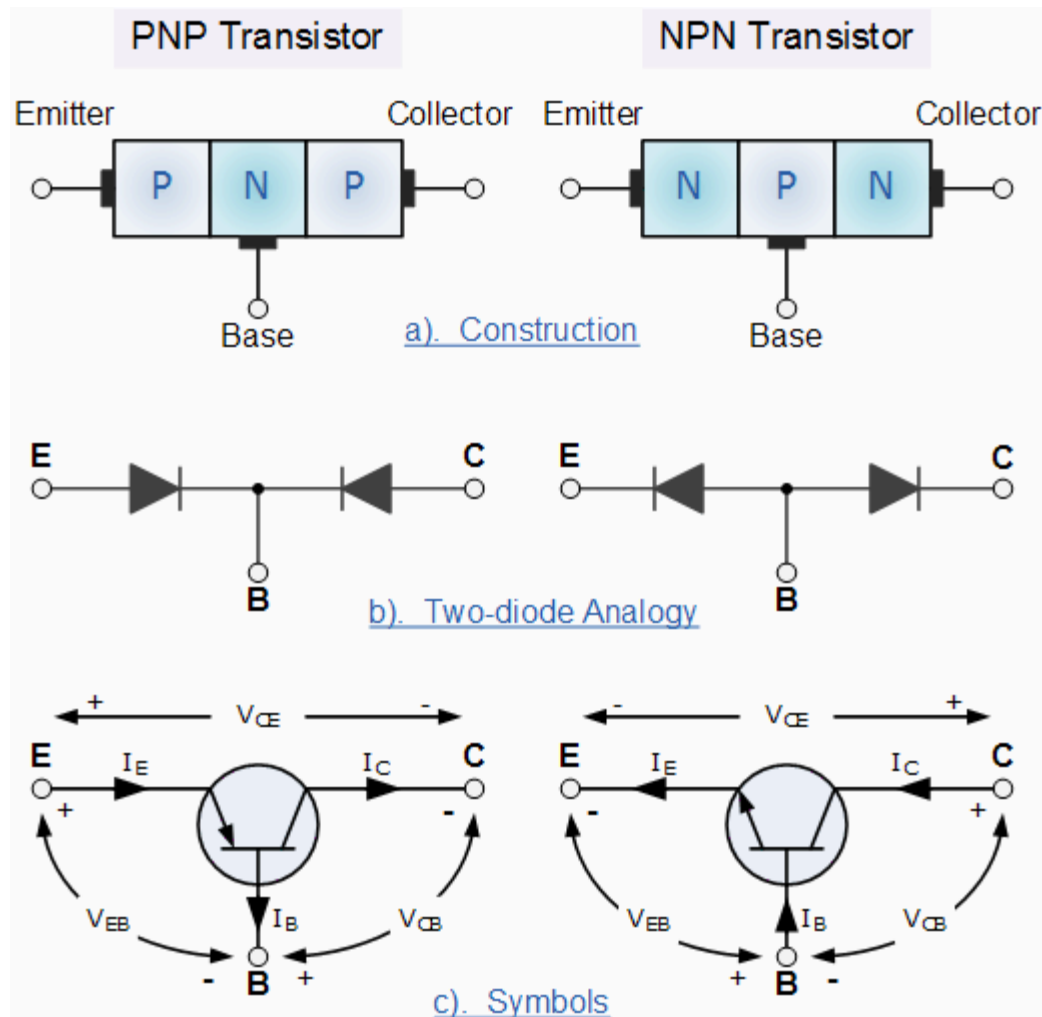 PNP Transistor NPN Transistor
Emitter Collector Emitter Collector
P N P N P N
Base a). Construction Base
E C E C
B B
b). Two-diode Analogy
+ VCE - - VCE +
E IE IC C E IE IC C
+ - - +
VEB IB VCB VEB IB VCB
- B + + B -
c). Symbols